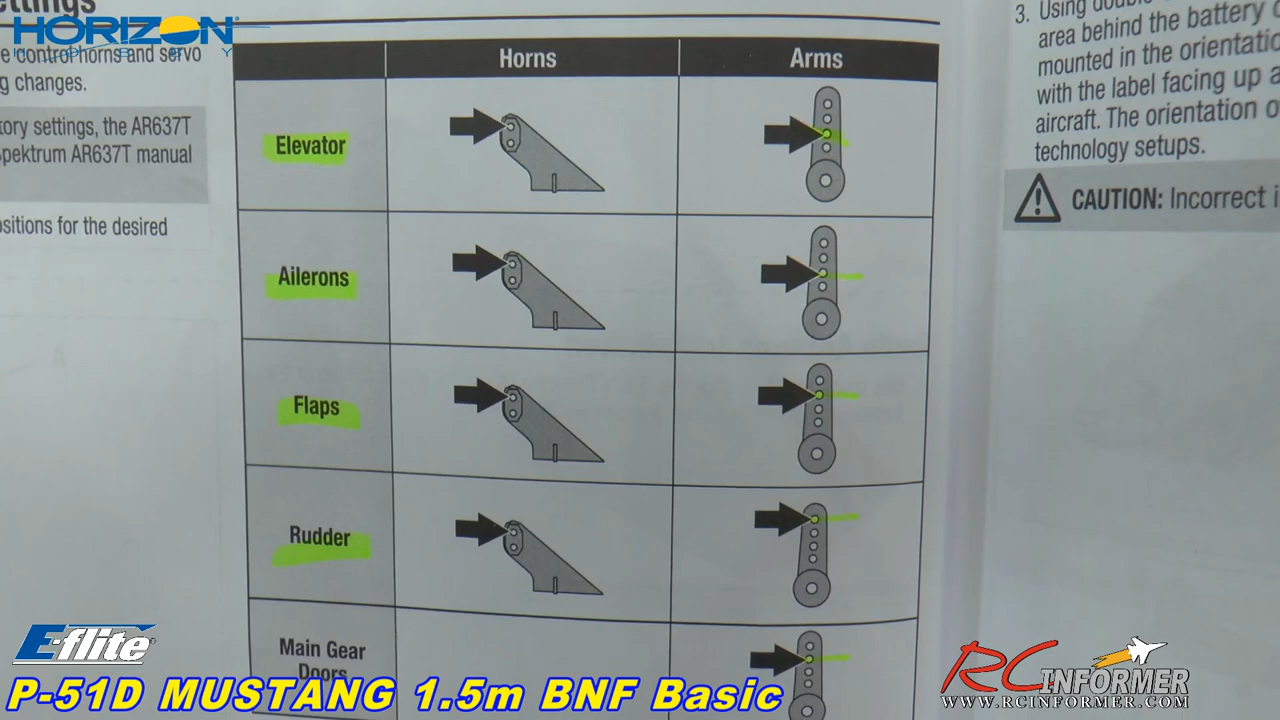 ettings
HORIZON
H O B B Y
e control horns and servo
g changes.
tory settings, the AR637T
pektrum AR637T manual
ositions for the desired
Horns
Arms
Elevator
Ailerons
Flaps
Rudder
Main Gear
Doors
3. Using double
area behind the battery
mounted in the orientatio
with the label facing up a
aircraft. The orientation o
technology setups.
CAUTION: Incorrect i
E-flite
P-51D MUSTANG 1.5m BNF Basic
RC INFORMER
WWW.RCINFORMER.COM